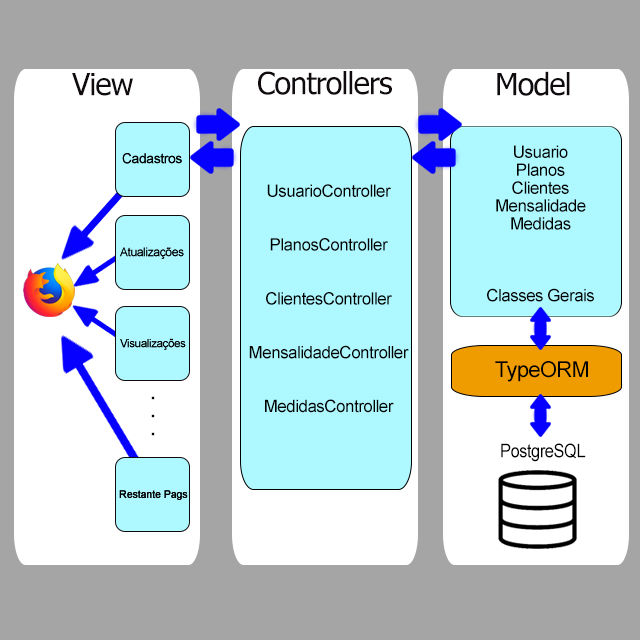 View
Cadastros
Atualizações
Visualizações
Restante Pags
Controllers
UsuarioController
PlanosController
ClientesController
MensalidadeController
MedidasController
Model
Usuario
Planos
Clientes
Mensalidade
Medidas
Classes Gerais
TypeORM
PostgreSQL